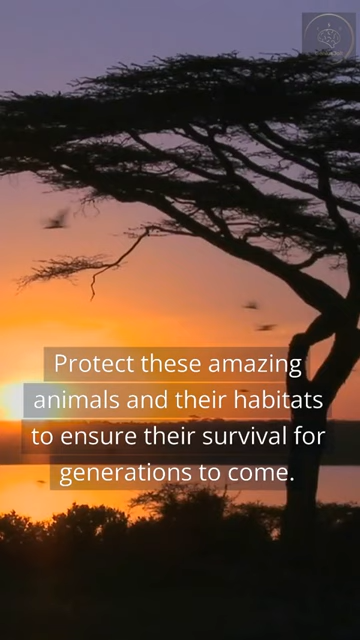 Protect these amazing
animals and their habitats
to ensure their survival for
generations to come.